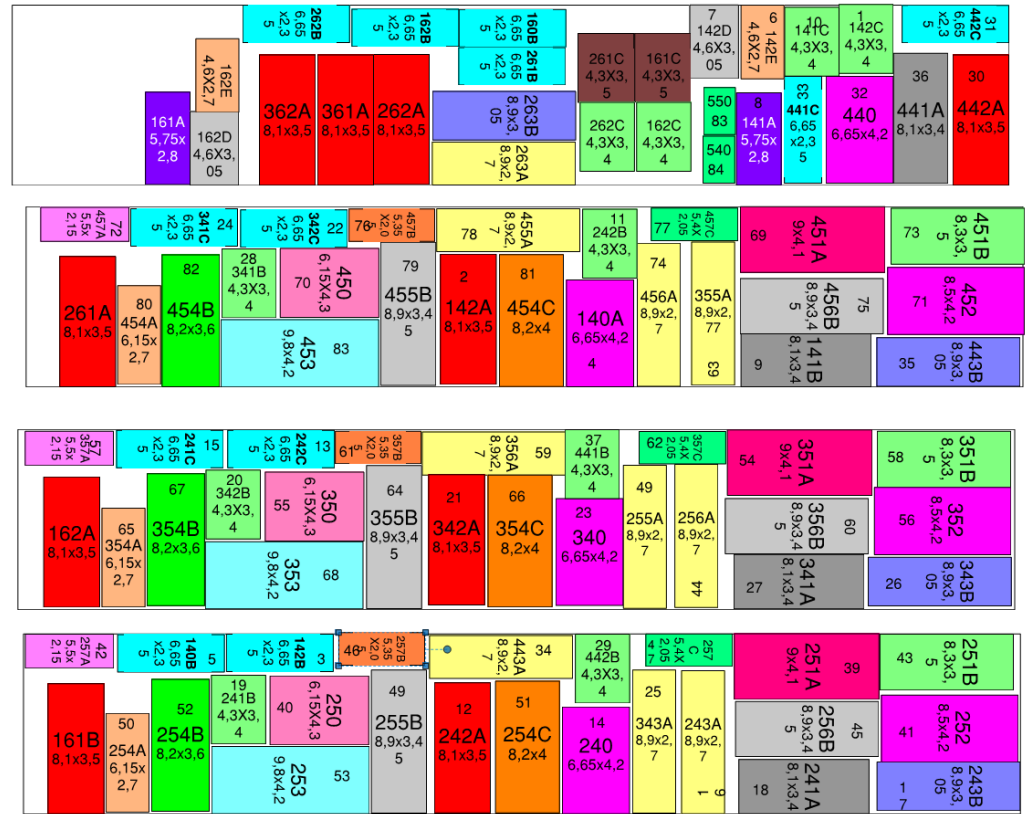 161A
5,75x
2,8
162E
4,6X2,7
162D
4,6X3,
05
262B
6,65
x2,3
5
362A
8,1x3,5
361A
8,1x3,5
262A
8,1x3,5
162B
6,65
x2,3
5
160B
6,65
x2,3
5
261B
6,65
x2,3
5
263B
8,9x3,
05
263A
8,9x2,
7
261C
4,3X3,
5
161C
4,3X3,
5
262C
4,3X3,
4
162C
4,3X3,
4
7
142D
4,6X3,
05
550
83
540
84
6
142E
4,6X2,7
8
141A
5,75x
2,8
10
141C
4,3X3,
4
1
142C
4,3X3,
4
33
441C
6,65
x2,3
5
32
440
6,65x4,2
36
441A
8,1x3,4
442C
6,65
x2,3
5
31
30
442A
8,1x3,5
457A
5,5x
2,15
72
341C
6,65
x2,3
5
24
342C
6,65
x2,3
5
22
76
457B
5,35
X2,0
5
78
455A
8,9x2,
7
11
242B
4,3X3,
4
77
457C
5,4X
2,05
69
451A
9x4,1
73
451B
8,3x3,
5
261A
8,1x3,5
80
454A
6,15x
2,7
82
454B
8,2x3,6
28
341B
4,3X3,
4
70
450
6,15X4,3
453
9,8x4,2
83
79
455B
8,9x3,4
5
2
142A
8,1x3,5
81
454C
8,2x4
140A
6,65x4,2
4
74
456A
8,9x2,
7
355A
8,9x2,
77
63
456B
8,9x3,4
5
75
71
452
8,5x4,2
9
141B
8,1x3,4
35
443B
8,9x3,
05
357A
5,5x
2,15
57
241C
6,65
x2,3
5
15
242C
6,65
x2,3
5
13
61
357B
5,35
X2,0
5
356A
8,9x2,
7
59
37
441B
4,3X3,
4
62
357C
5,4X
2,05
54
351A
9x4,1
58
351B
8,3x3,
5
162A
8,1x3,5
65
354A
6,15x
2,7
67
354B
8,2x3,6
20
342B
4,3X3,
4
55
350
6,15X4,3
353
9,8x4,2
68
64
355B
8,9x3,4
5
21
342A
8,1x3,5
66
354C
8,2x4
23
340
6,65x4,2
49
255A
8,9x2,
7
256A
8,9x2,
7
44
356B
8,9x3,4
5
60
56
352
8,5x4,2
27
341A
8,1x3,4
26
343B
8,9x3,
05
257A
5,5x
2,15
42
140B
6,65
x2,3
5
5
142B
6,65
x2,3
5
3
46
257B
5,35
X2,0
5
443A
8,9x2,
7
34
29
442B
4,3X3,
4
4
7
257
C
5,4X
2,05
251A
9x4,1
39
43
251B
8,3x3,
5
161B
8,1x3,5
50
254A
6,15x
2,7
52
254B
8,2x3,6
19
241B
4,3X3,
4
40
250
6,15X4,3
253
9,8x4,2
53
49
255B
8,9x3,4
5
12
242A
8,1x3,5
51
254C
8,2x4
14
240
6,65x4,2
25
343A
8,9x2,
7
243A
8,9x2,
7
1
6
256B
8,9x3,4
5
45
41
252
8,5x4,2
18
241A
8,1x3,4
1
7
243B
8,9x3,
05